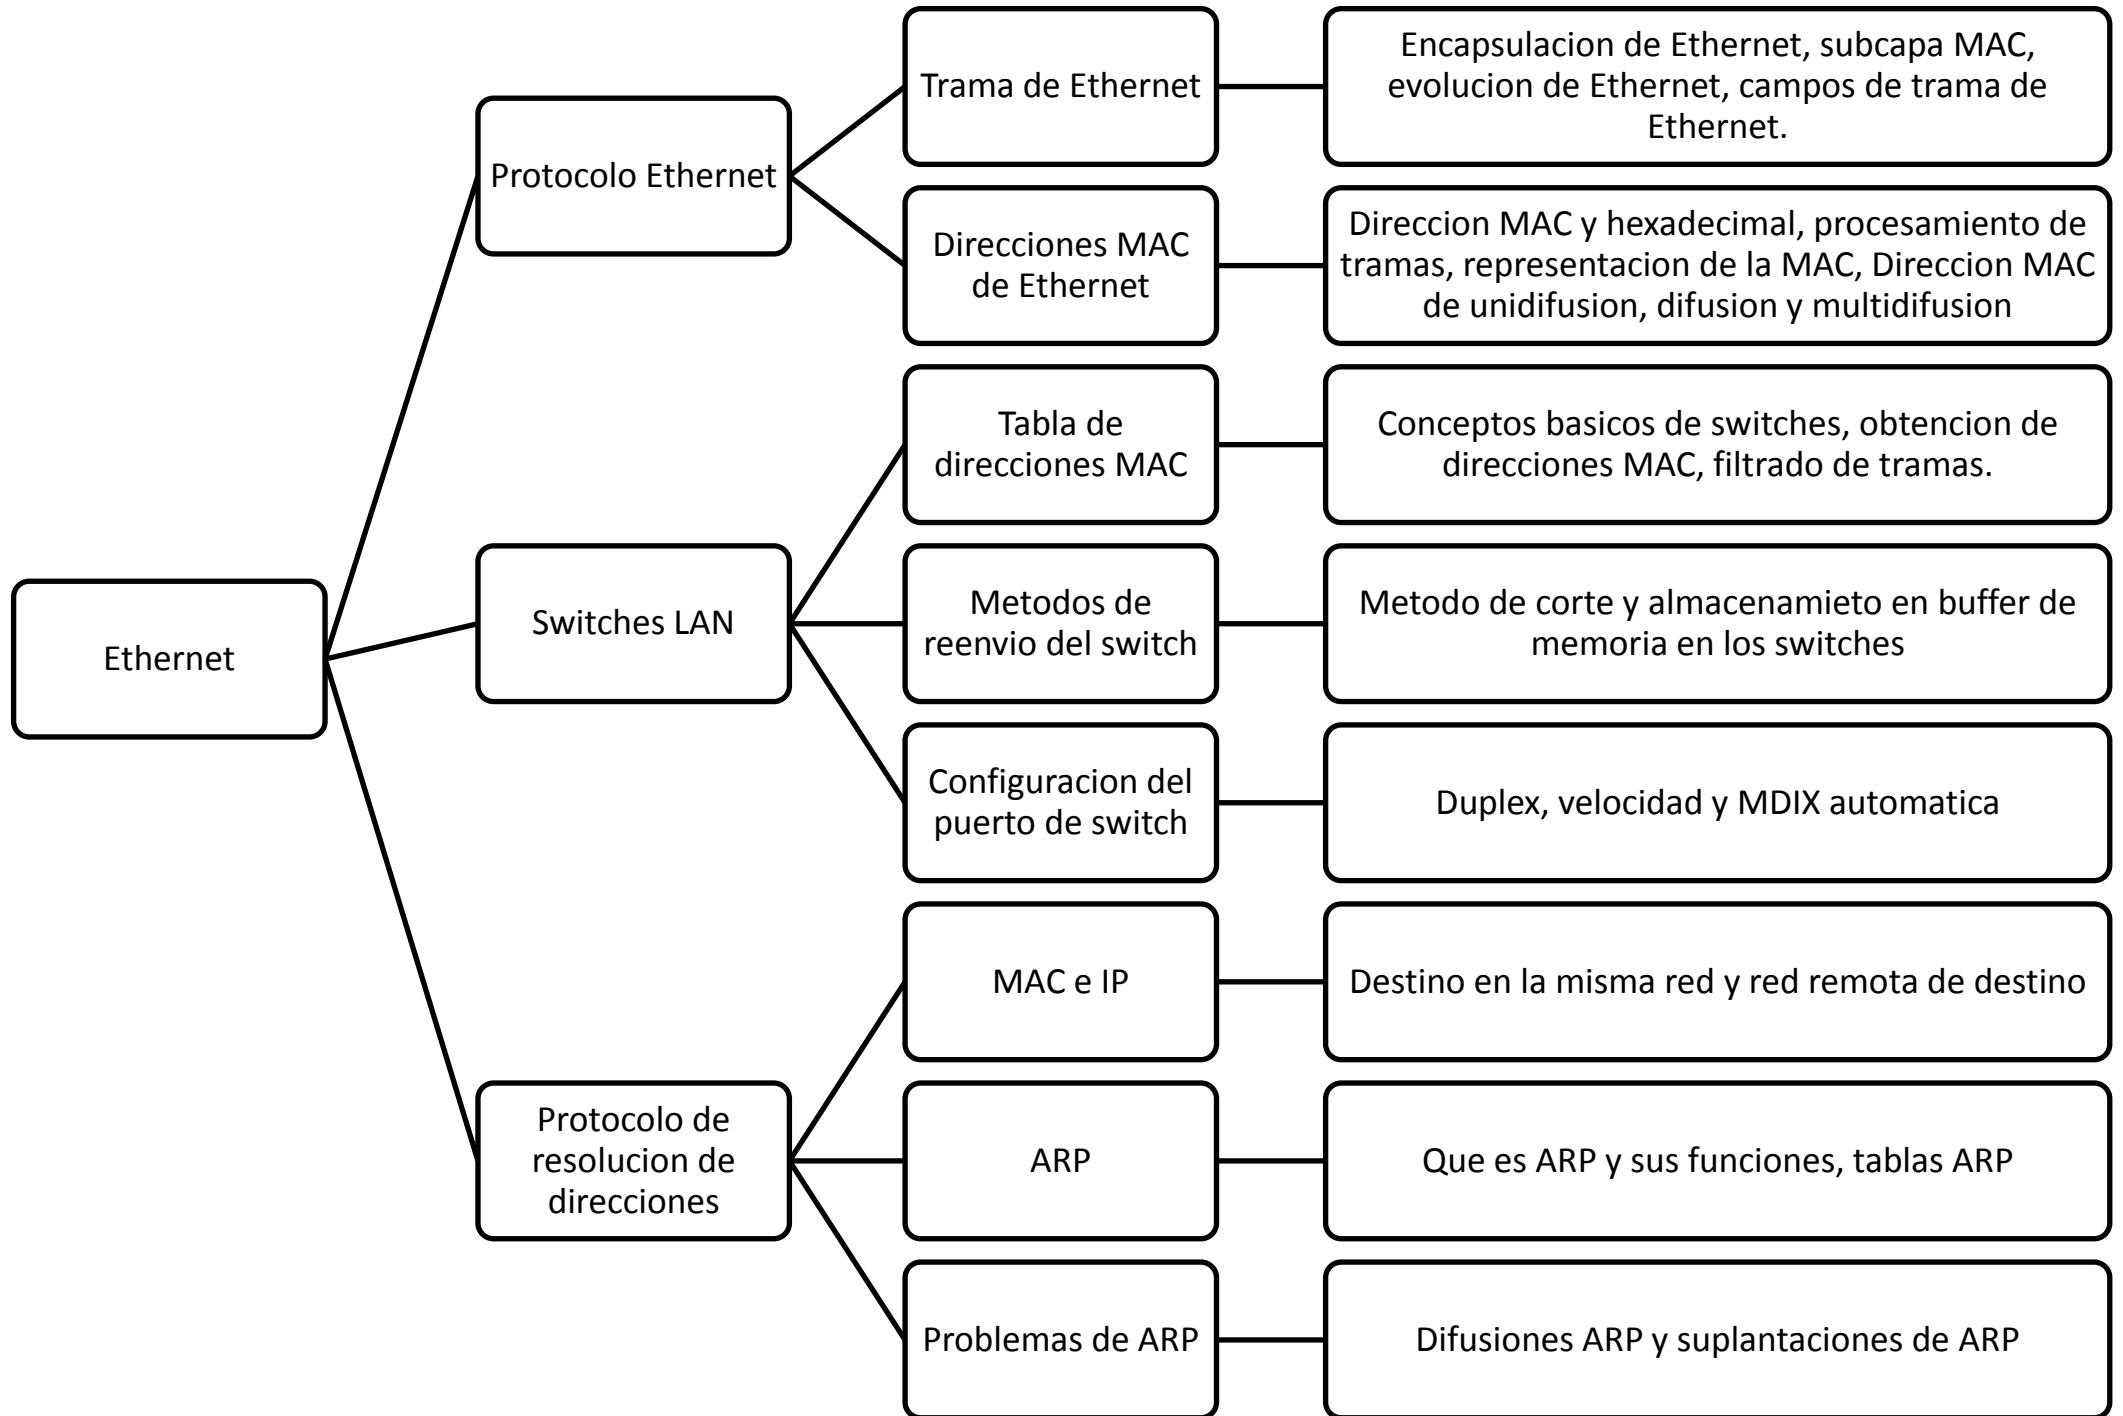 Ethernet
Protocolo Ethernet
Trama de Ethernet
Encapsulacion de Ethernet, subcapa MAC,
evolucion de Ethernet, campos de trama de
Ethernet.
Direcciones MAC
de Ethernet
Direccion MAC y hexadecimal, procesamiento de
tramas, representacion de la MAC, Direccion MAC
de unidifusion, difusion y multidifusion
Switches LAN
Tabla de
direcciones MAC
Conceptos basicos de switches, obtencion de
direcciones MAC, filtrado de tramas.
Metodos de
reenvio del switch
Metodo de corte y almacenamieto en buffer de
memoria en los switches
Configuracion del
puerto de switch
Duplex, velocidad y MDIX automatica
Protocolo de
resolucion de
direcciones
MAC e IP
Destino en la misma red y red remota de destino
ARP
Que es ARP y sus funciones, tablas ARP
Problemas de ARP
Difusiones ARP y suplantaciones de ARP